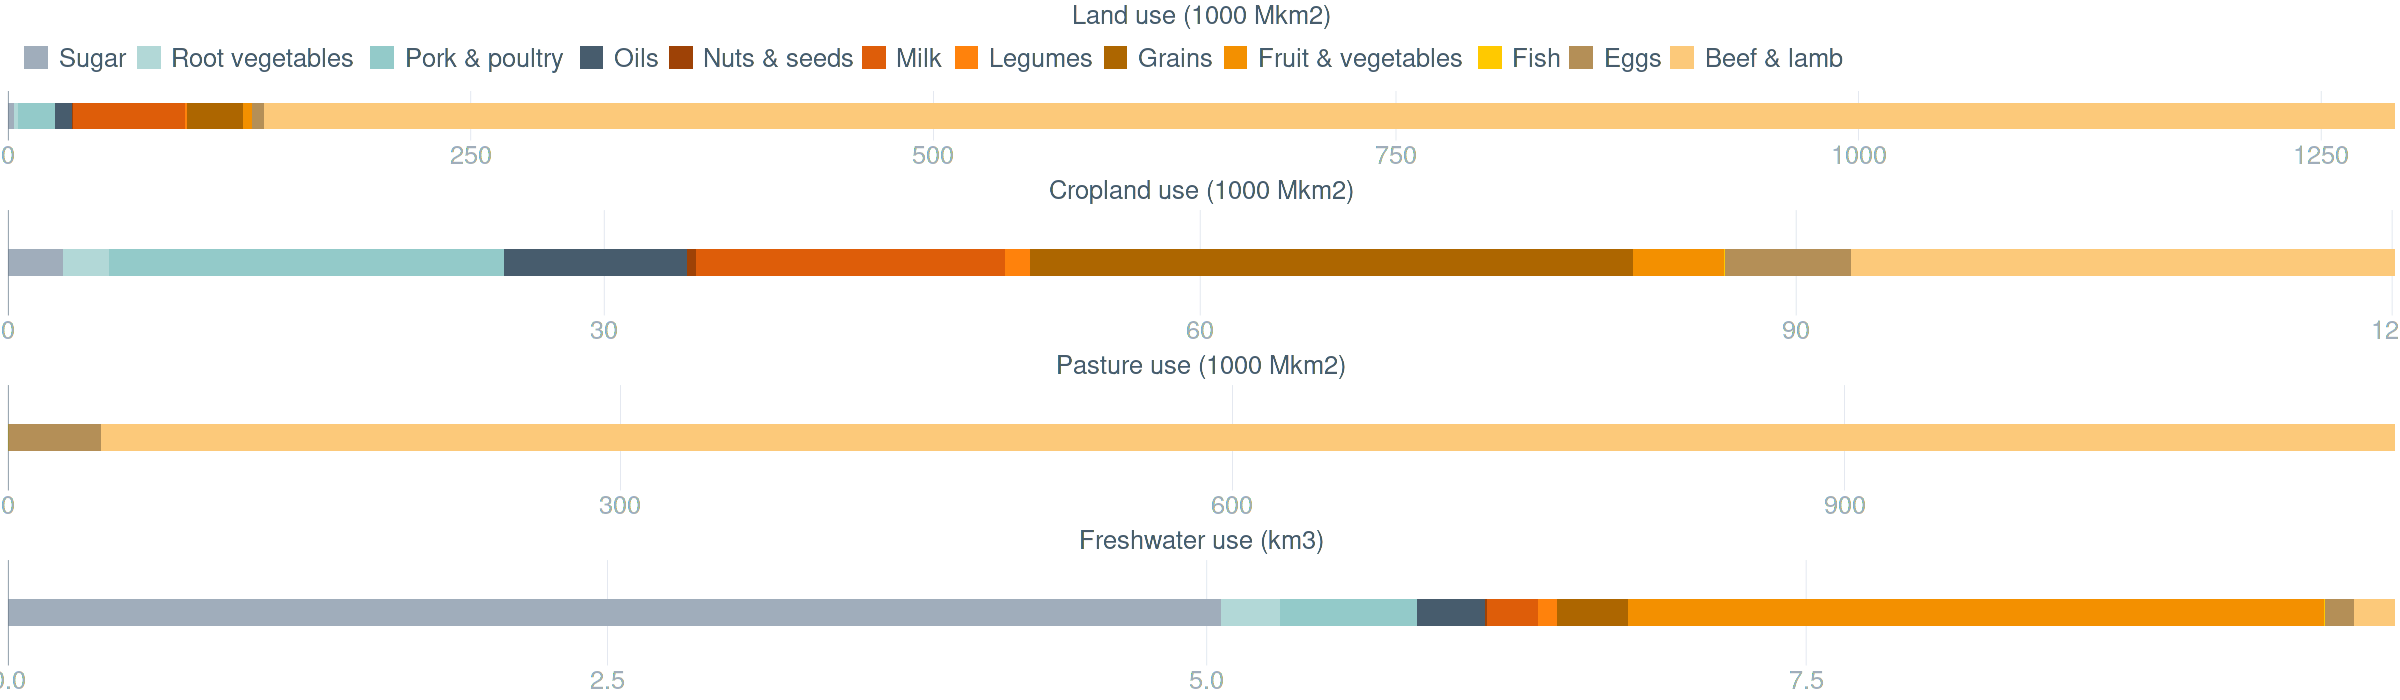 Land use (1000 Mkm2)
Sugar Root vegetables Pork & poultry Oils Nuts & seeds Milk Legumes Grains Fruit & vegetables Fish Eggs Beef & lamb
0 250 500 750 1000 1250
Cropland use (1000 Mkm2)
0 30 60 90 12
Pasture use (1000 Mkm2)
0 300 600 900
Freshwater use (km3)
0.0 2.5 5.0 7.5